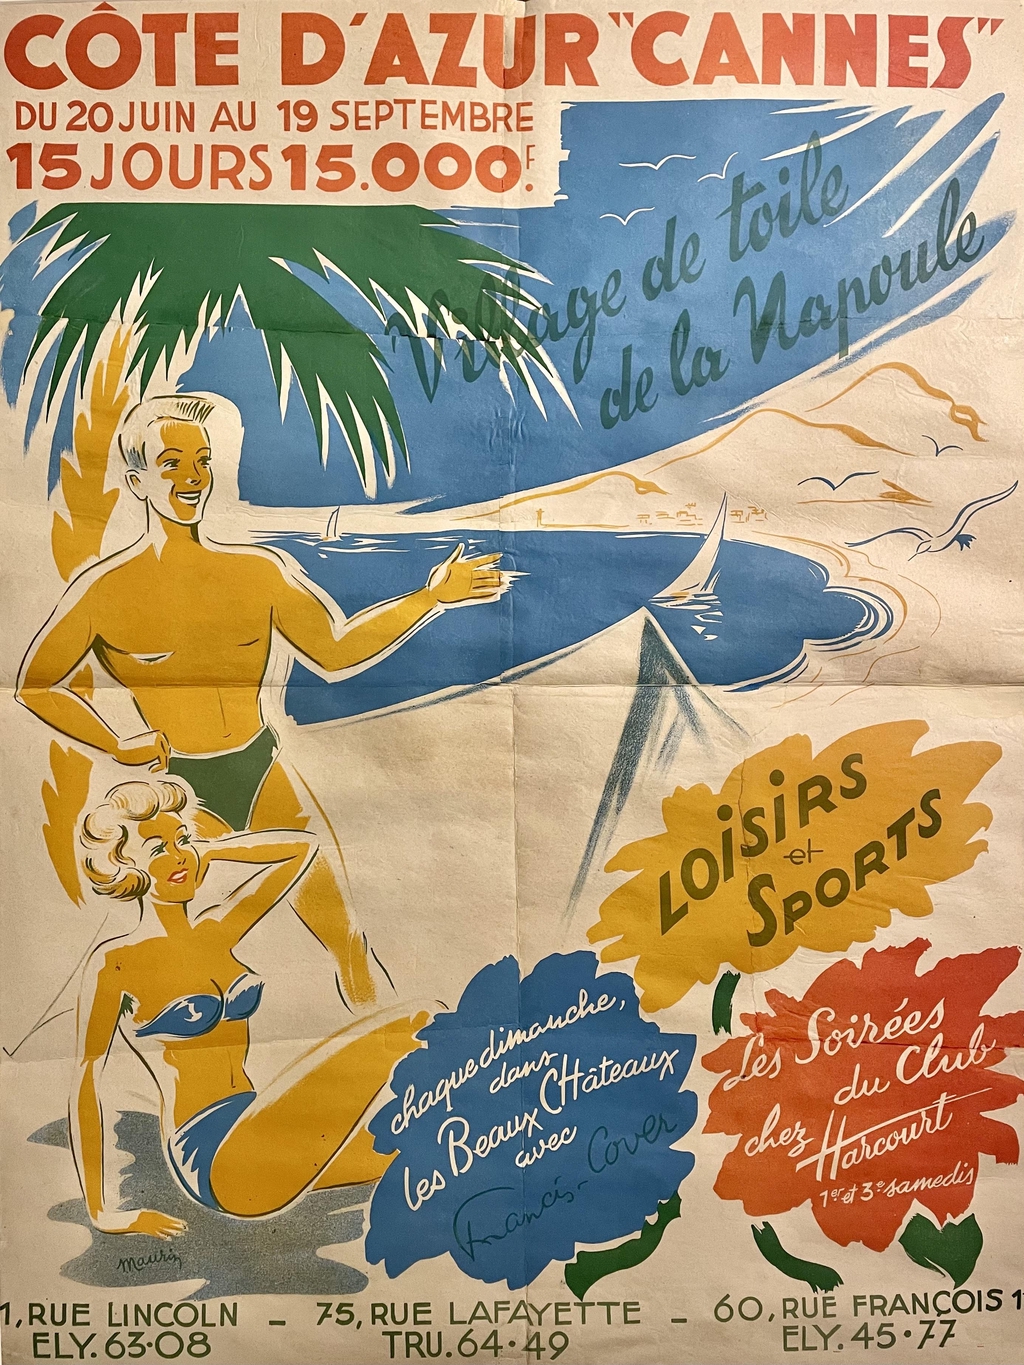 CÔTE D'AZUR "CANNES"
DU 20 JUIN AU 19 SEPTEMBRE
15 JOURS 15.000F.
Village de toile
de la Napoule
LOiSiRS
et
SPORTS
chaque dimanche,
dans
les Beaux CHâteaux
avec
Francis-Cover
Les Soirées
du Club
chez Harcourt
1er et 3e samedis
Maurin
1, RUE LINCOLN _ 75, RUE LAFAYETTE _ 60, RUE FRANÇOIS 1
ELY. 63·08 TRU. 64·49 ELY. 45·77